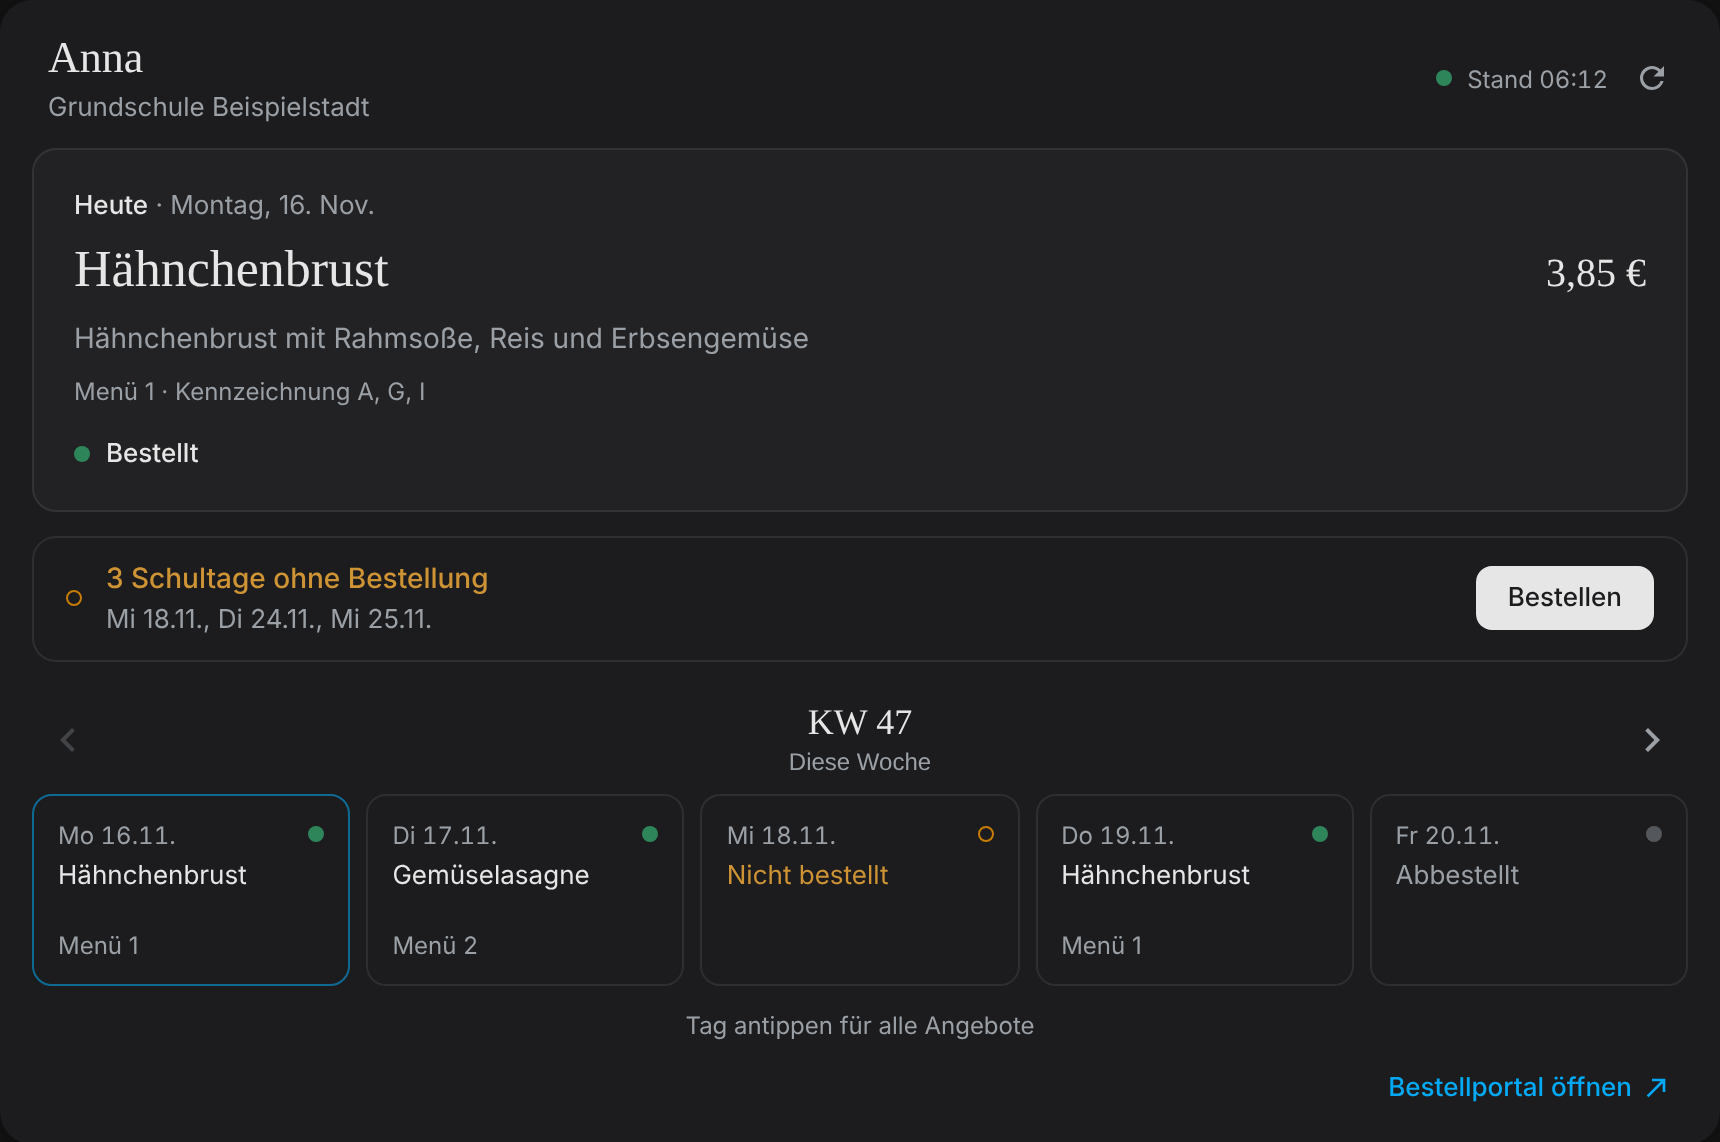 Anna
Grundschule Beispielstadt
Stand 06:12
Heute · Montag, 16. Nov.
Hähnchenbrust
3,85 €
Hähnchenbrust mit Rahmsoße, Reis und Erbsengemüse
Menü 1 · Kennzeichnung A, G, I
Bestellt
3 Schultage ohne Bestellung
Mi 18.11., Di 24.11., Mi 25.11.
Bestellen
KW 47
Diese Woche
Mo 16.11.
Hähnchenbrust
Menü 1
Di 17.11.
Gemüselasagne
Menü 2
Mi 18.11.
Nicht bestellt
Do 19.11.
Hähnchenbrust
Menü 1
Fr 20.11.
Abbestellt
Tag antippen für alle Angebote
Bestellportal öffnen